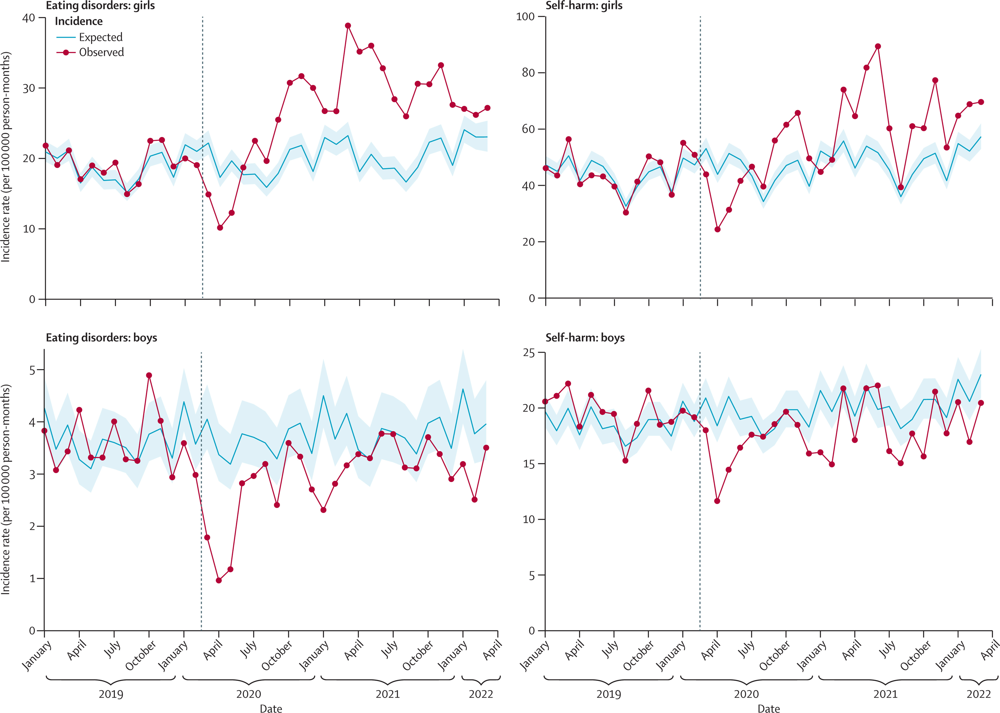 Eating disorders: girls
Incidence
Expected
Observed
Incidence rate (per 100 000 person-months)
40
30
20
10
0
Self-harm: girls
100
80
60
40
20
0
Eating disorders: boys
Incidence rate (per 100 000 person-months)
5
4
3
2
1
0
January April July October January April July October January April July October January April
2019 2020 2021 2022
Date
Self-harm: boys
25
20
15
10
5
0
January April July October January April July October January April July October January April
2019 2020 2021 2022
Date